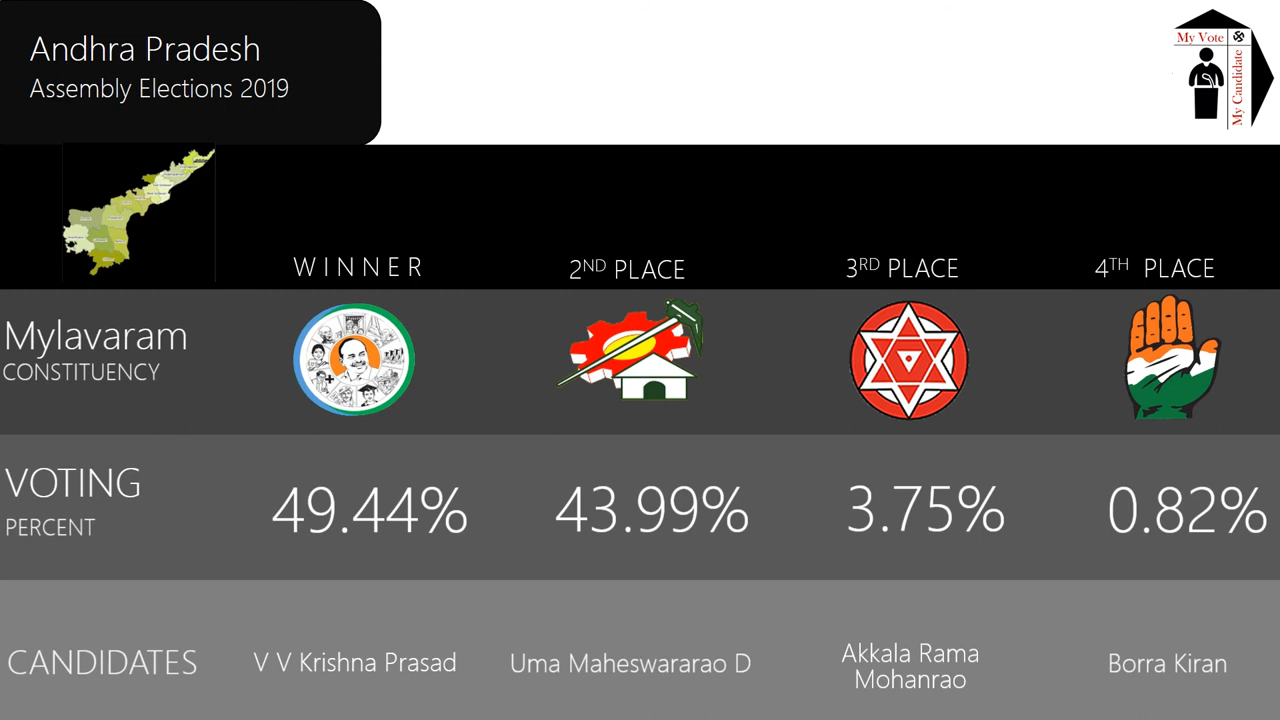 Andhra Pradesh
Assembly Elections 2019
My Vote
My Candidate
WINNER
2ND PLACE
3RD PLACE
4TH PLACE
Mylavaram
CONSTITUENCY
VOTING
PERCENT
49.44%
43.99%
3.75%
0.82%
CANDIDATES
V V Krishna Prasad
Uma Maheswararao D
Akkala Rama
Mohanrao
Borra Kiran